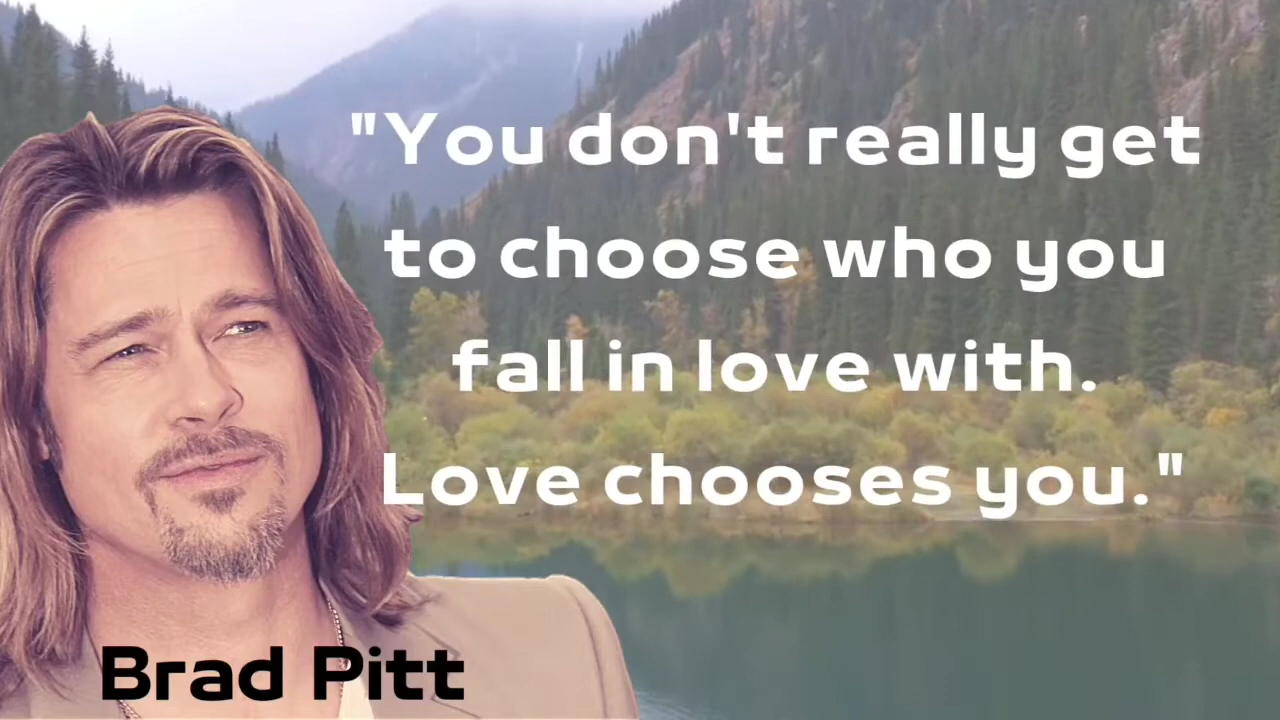 "You don't really get
to choose who you
fall in love with.
Love chooses you."
Brad Pitt